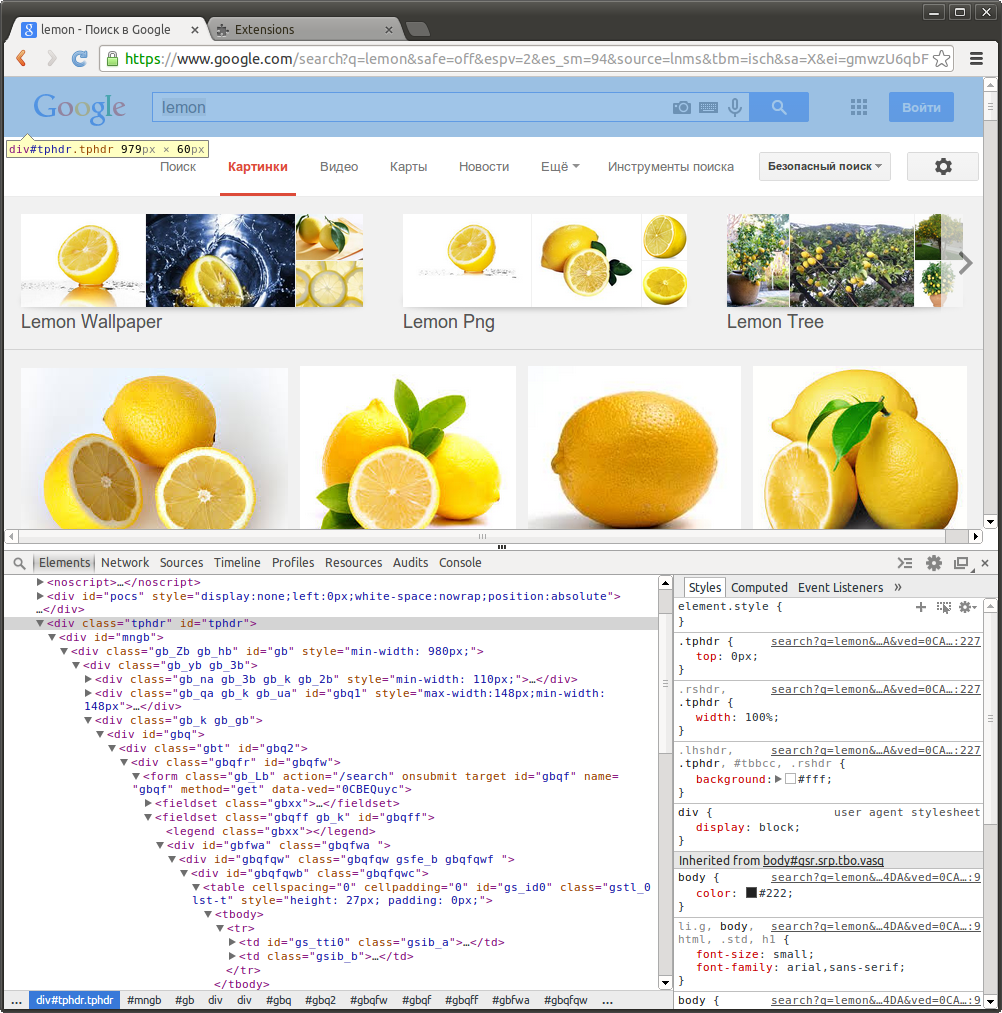 lemon - Поиск в Google
Extensions
https://www.google.com/search?q=lemon&safe=off&espv=2&es_sm=94&source=lnms&tbm=isch&sa=X&ei=gmwzU6qbF
Google
lemon
Войти
div#tphdr.tphdr 979px × 60px
Поиск
Картинки
Видео
Карты
Новости
Ещё
Инструменты поиска
Безопасный поиск
Lemon Wallpaper
Lemon Png
Lemon Tree
Elements
Network
Sources
Timeline
Profiles
Resources
Audits
Console
<noscript>…</noscript>
<div id="pocs" style="display:none;left:0px;white-space:nowrap;position:absolute">
…</div>
<div class="tphdr" id="tphdr">
<div id="mngb">
<div class="gb_Zb gb_hb" id="gb" style="min-width: 980px;">
<div class="gb_yb gb_3b">
<div class="gb_na gb_3b gb_k gb_2b" style="min-width: 110px;">…</div>
<div class="gb_qa gb_k gb_ua" id="gbq1" style="max-width:148px;min-width:
148px">…</div>
<div class="gb_k gb_gb">
<div id="gbq">
<div class="gbt" id="gbq2">
<div class="gbqfr" id="gbqfw">
<form class="gb_Lb" action="/search" onsubmit target id="gbqf" name=
"gbqf" method="get" data-ved="0CBEQuyc">
<fieldset class="gbxx">…</fieldset>
<fieldset class="gbqff gb_k" id="gbqff">
<legend class="gbxx"></legend>
<div id="gbfwa" class="gbqfwa ">
<div id="gbqfqw" class="gbqfqw gsfe_b gbqfqwf ">
<div id="gbqfqwb" class="gbqfqwc">
<table cellspacing="0" cellpadding="0" id="gs_id0" class="gstl_0
lst-t" style="height: 27px; padding: 0px;">
<tbody>
<tr>
<td id="gs_tti0" class="gsib_a">…</td>
<td class="gsib_b">…</td>
</tr>
</tbody>
... div#tphdr.tphdr #mngb #gb div div #gbq #gbq2 #gbqfw #gbqf #gbqff #gbfwa #gbqfqw ...
Styles
Computed
Event Listeners
»
element.style {
}
.tphdr { search?q=lemon&…A&ved=0CA…:227
top: 0px;
}
.rshdr, search?q=lemon&…A&ved=0CA…:227
.tphdr {
width: 100%;
}
.lhshdr, search?q=lemon&…A&ved=0CA…:227
.tphdr, #tbbcc, .rshdr {
background: #fff;
}
div { user agent stylesheet
display: block;
}
Inherited from body#gsr.srp.tbo.vasq
body { search?q=lemon&…4DA&ved=0CA…:9
color: #222;
}
li.g, body, search?q=lemon&…4DA&ved=0CA…:9
html, .std, h1 {
font-size: small;
font-family: arial,sans-serif;
}
body { search?q=lemon&…4DA&ved=0CA…:9